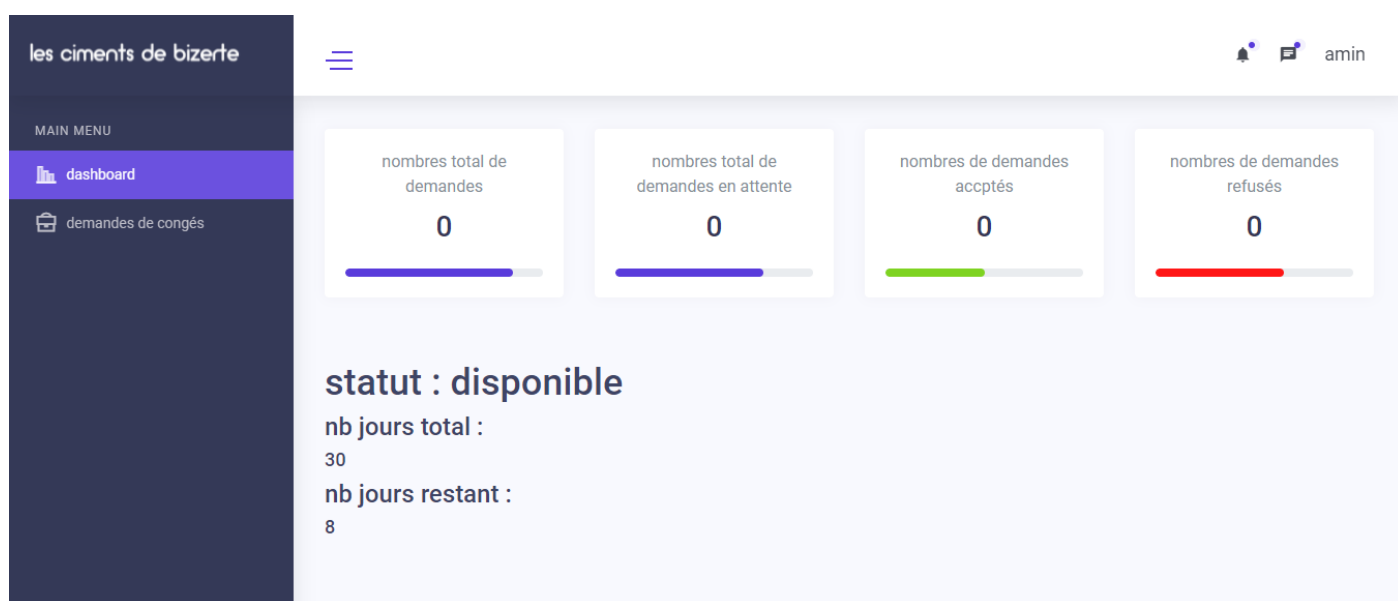 les ciments de bizerte
amin
MAIN MENU
dashboard
demandes de congés
nombres total de
demandes
0
nombres total de
demandes en attente
0
nombres de demandes
accptés
0
nombres de demandes
refusés
0
statut : disponible
nb jours total :
30
nb jours restant :
8